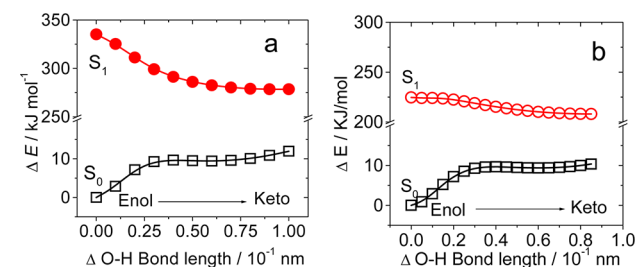 350
300
250
10
0
Δ E / kJ mol⁻¹
a
S₁
S₀
Enol
Keto
0.00 0.25 0.50 0.75 1.00
Δ O-H Bond length / 10⁻¹ nm
300
250
200
10
0
Δ E / KJ/mol
b
S₁
S₀
Enol
Keto
0.0 0.2 0.4 0.6 0.8 1.0
Δ O-H Bond length / 10⁻¹ nm